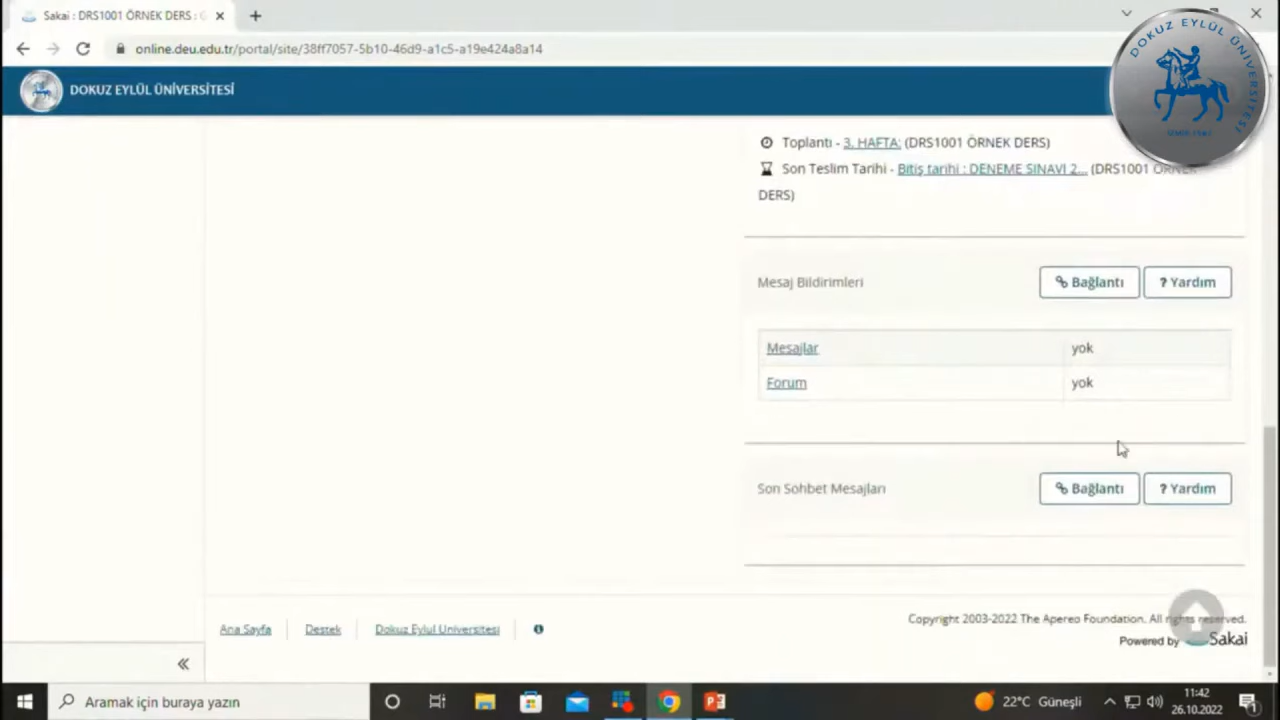 Sakai : DRS1001 ÖRNEK DERS : G
online.deu.edu.tr/portal/site/38ff7057-5b10-46d9-a1c5-a19e424a8a14
DOKUZ EYLÜL ÜNİVERSİTESİ
DOKUZ EYLÜL ÜNİVERSİTESİ
Toplantı - 3. HAFTA: (DRS1001 ÖRNEK DERS)
Son Teslim Tarihi - Bitiş tarihi : DENEME SINAVI 2... (DRS1001 ÖRNEK
DERS)
Mesaj Bildirimleri
Bağlantı
? Yardım
Mesajlar yok
Forum yok
Son Sohbet Mesajları
Bağlantı
? Yardım
Ana Sayfa
Destek
Dokuz Eylul Universitesi
Copyright 2003-2022 The Apereo Foundation. All rights reserved.
Powered by Sakai
Aramak için buraya yazın
22°C Güneşli
11:42
26.10.2022
1